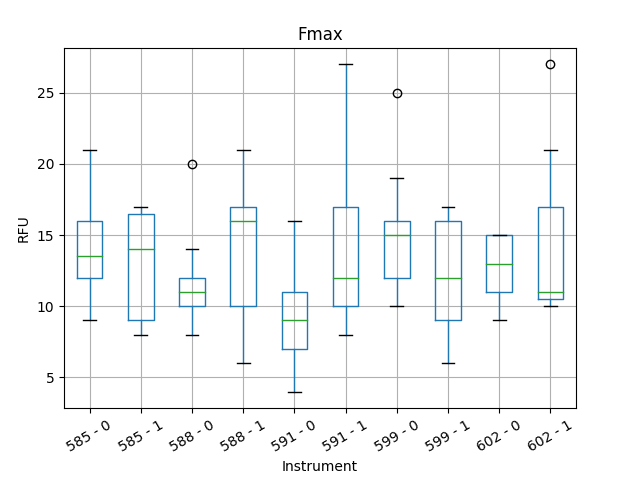 Fmax
RFU
25
20
15
10
5
585 - 0
585 - 1
588 - 0
588 - 1
591 - 0
591 - 1
599 - 0
599 - 1
602 - 0
602 - 1
Instrument